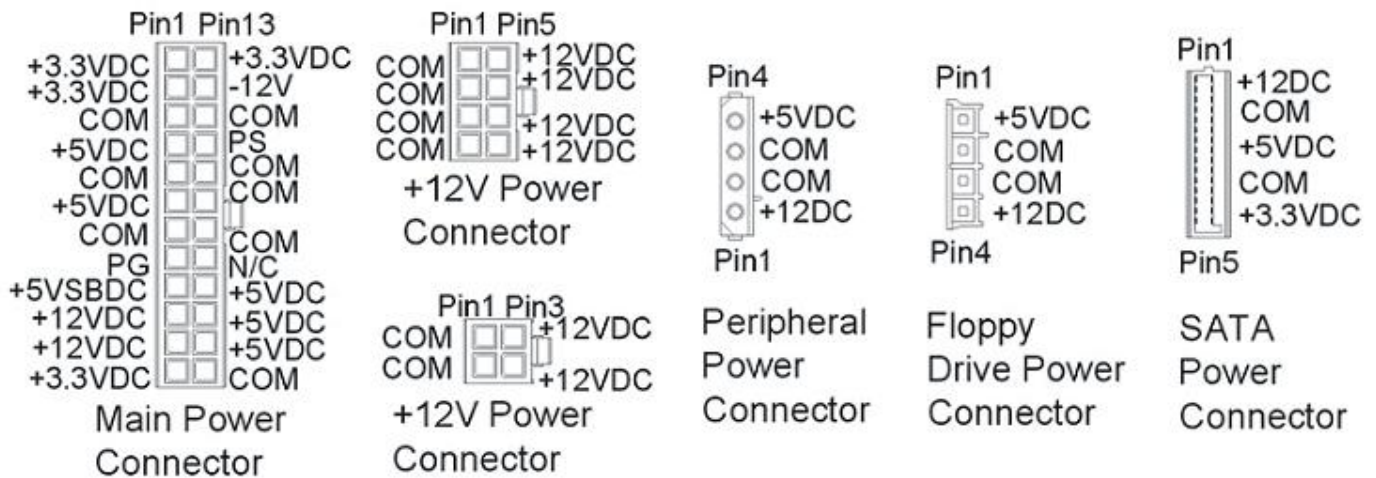 Pin1 Pin13
+3.3VDC +3.3VDC
+3.3VDC -12V
COM COM
+5VDC PS
COM COM
+5VDC COM
COM COM
PG N/C
+5VSBDC +5VDC
+12VDC +5VDC
+12VDC +5VDC
+3.3VDC COM
Main Power
Connector
Pin1 Pin5
COM +12VDC
COM +12VDC
COM +12VDC
COM +12VDC
+12V Power
Connector
Pin1 Pin3
COM +12VDC
COM +12VDC
+12V Power
Connector
Pin4
+5VDC
COM
COM
+12DC
Pin1
Peripheral
Power
Connector
Pin1
+5VDC
COM
COM
+12DC
Pin4
Floppy
Drive Power
Connector
Pin1
+12DC
COM
+5VDC
COM
+3.3VDC
Pin5
SATA
Power
Connector